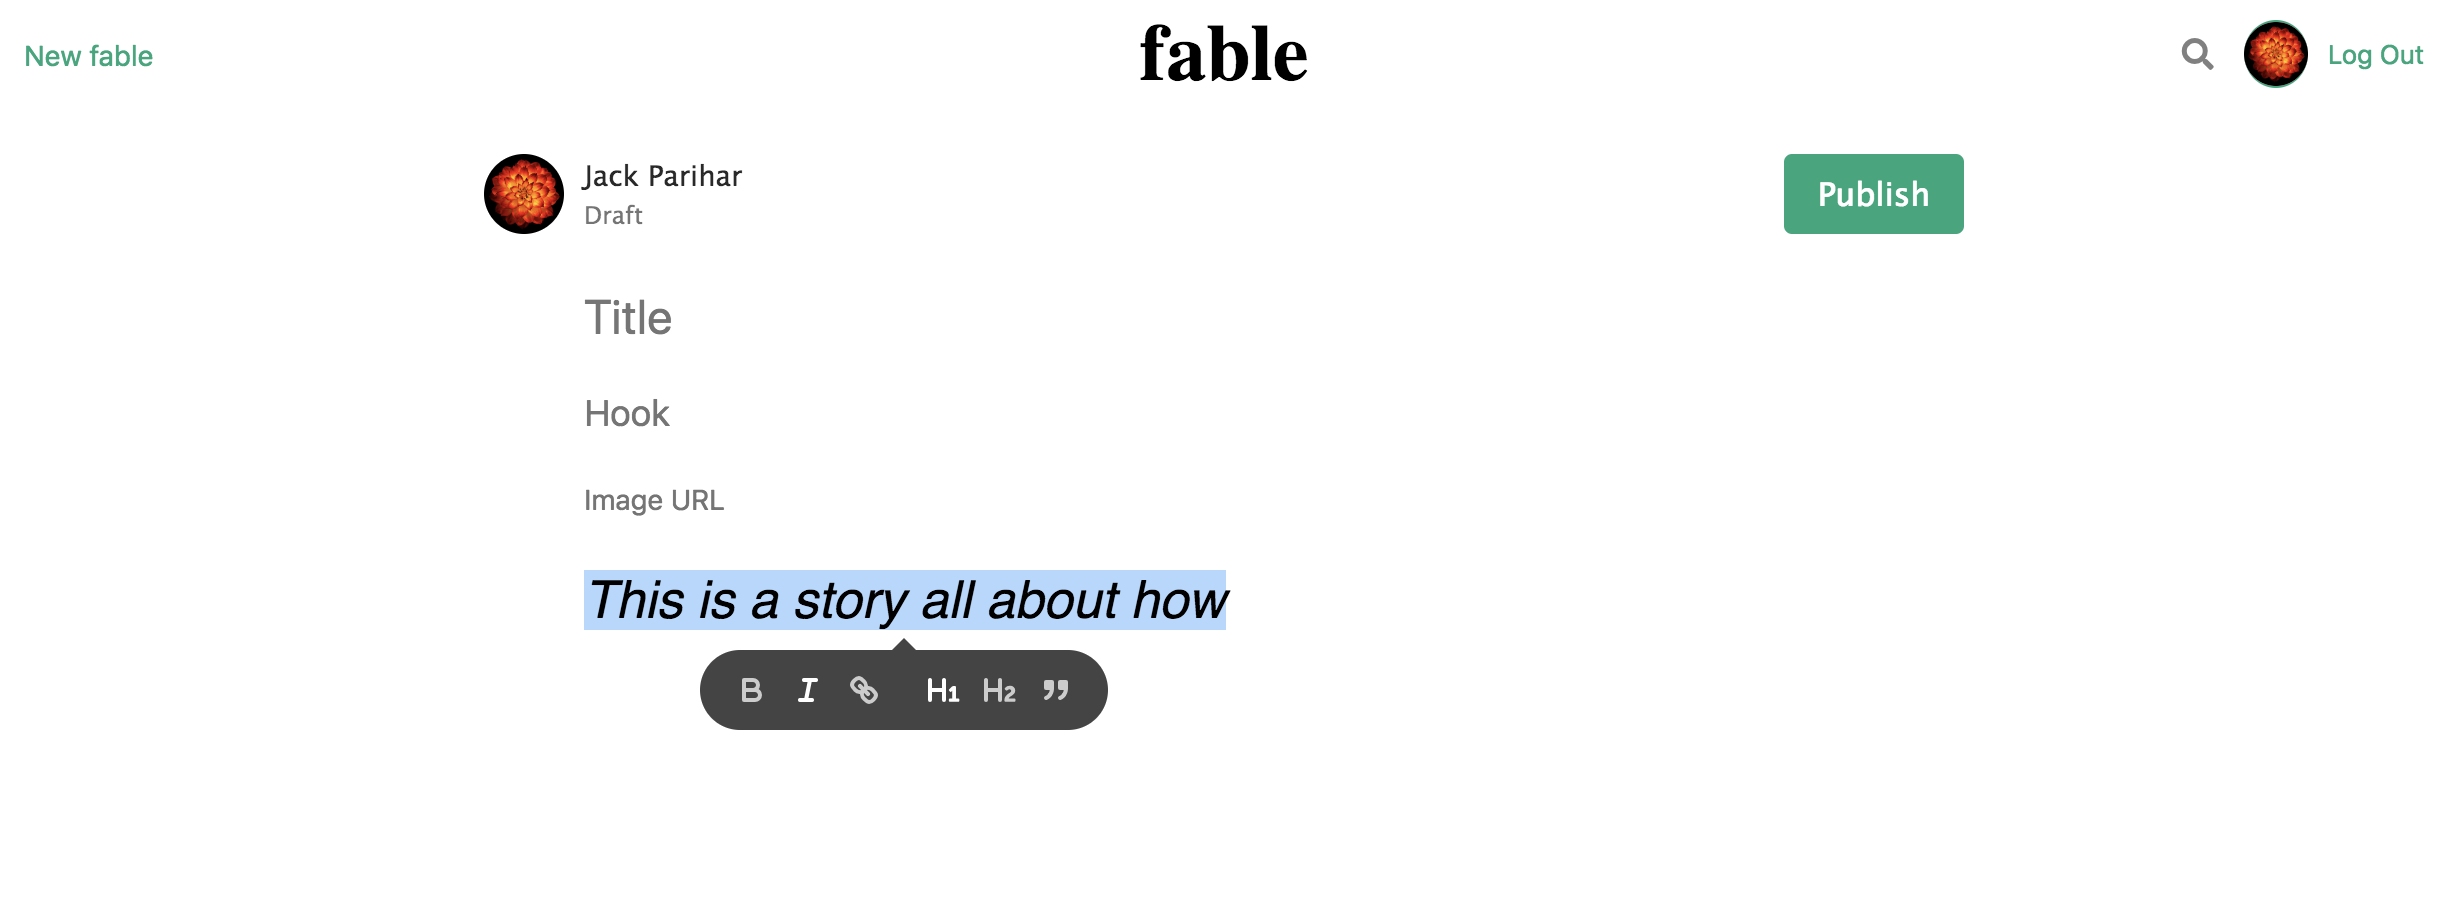 New fable
fable
Log Out
Jack Parihar
Draft
Publish
Title
Hook
Image URL
This is a story all about how
B I H1 H2 ”